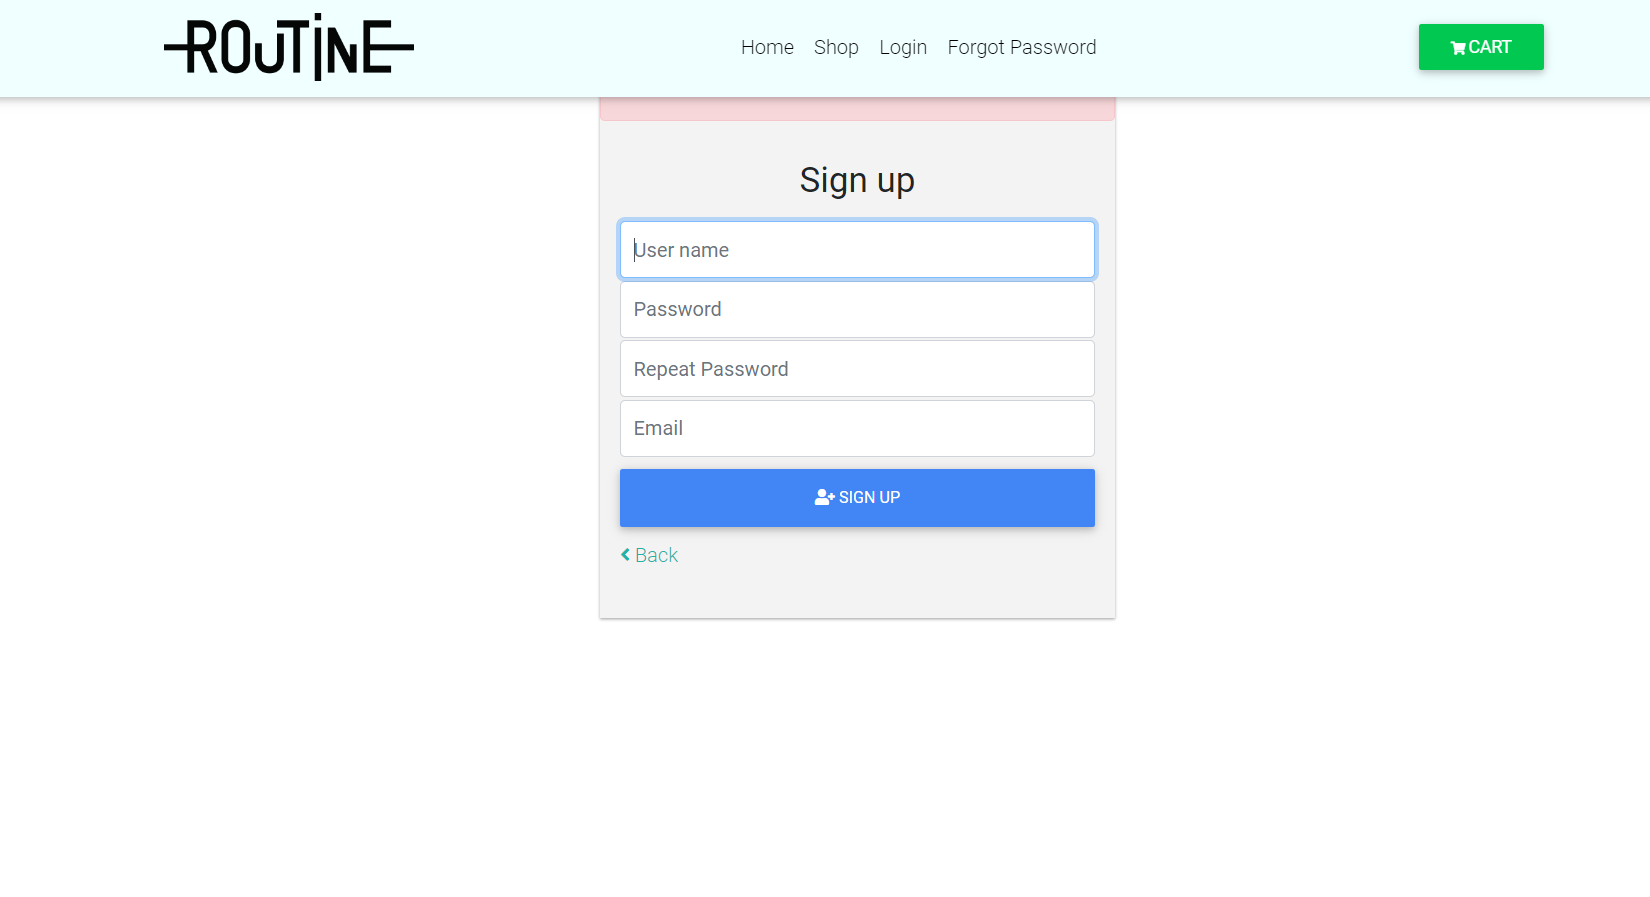 ROUTINE
Home Shop Login Forgot Password
CART
Sign up
User name
Password
Repeat Password
Email
SIGN UP
Back